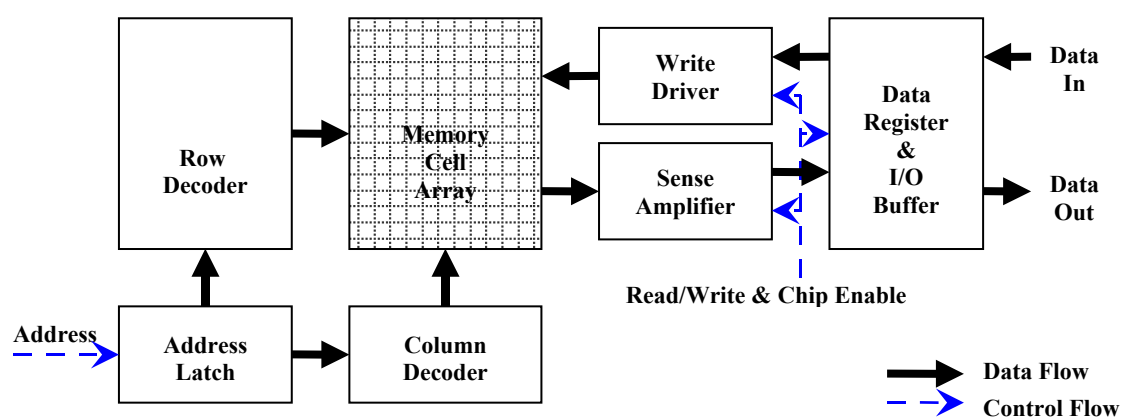 Row
Decoder
Memory
Cell
Array
Write
Driver
Sense
Amplifier
Data
Register
&
I/O
Buffer
Data
In
Data
Out
Read/Write & Chip Enable
Address
Address
Latch
Column
Decoder
Data Flow
Control Flow